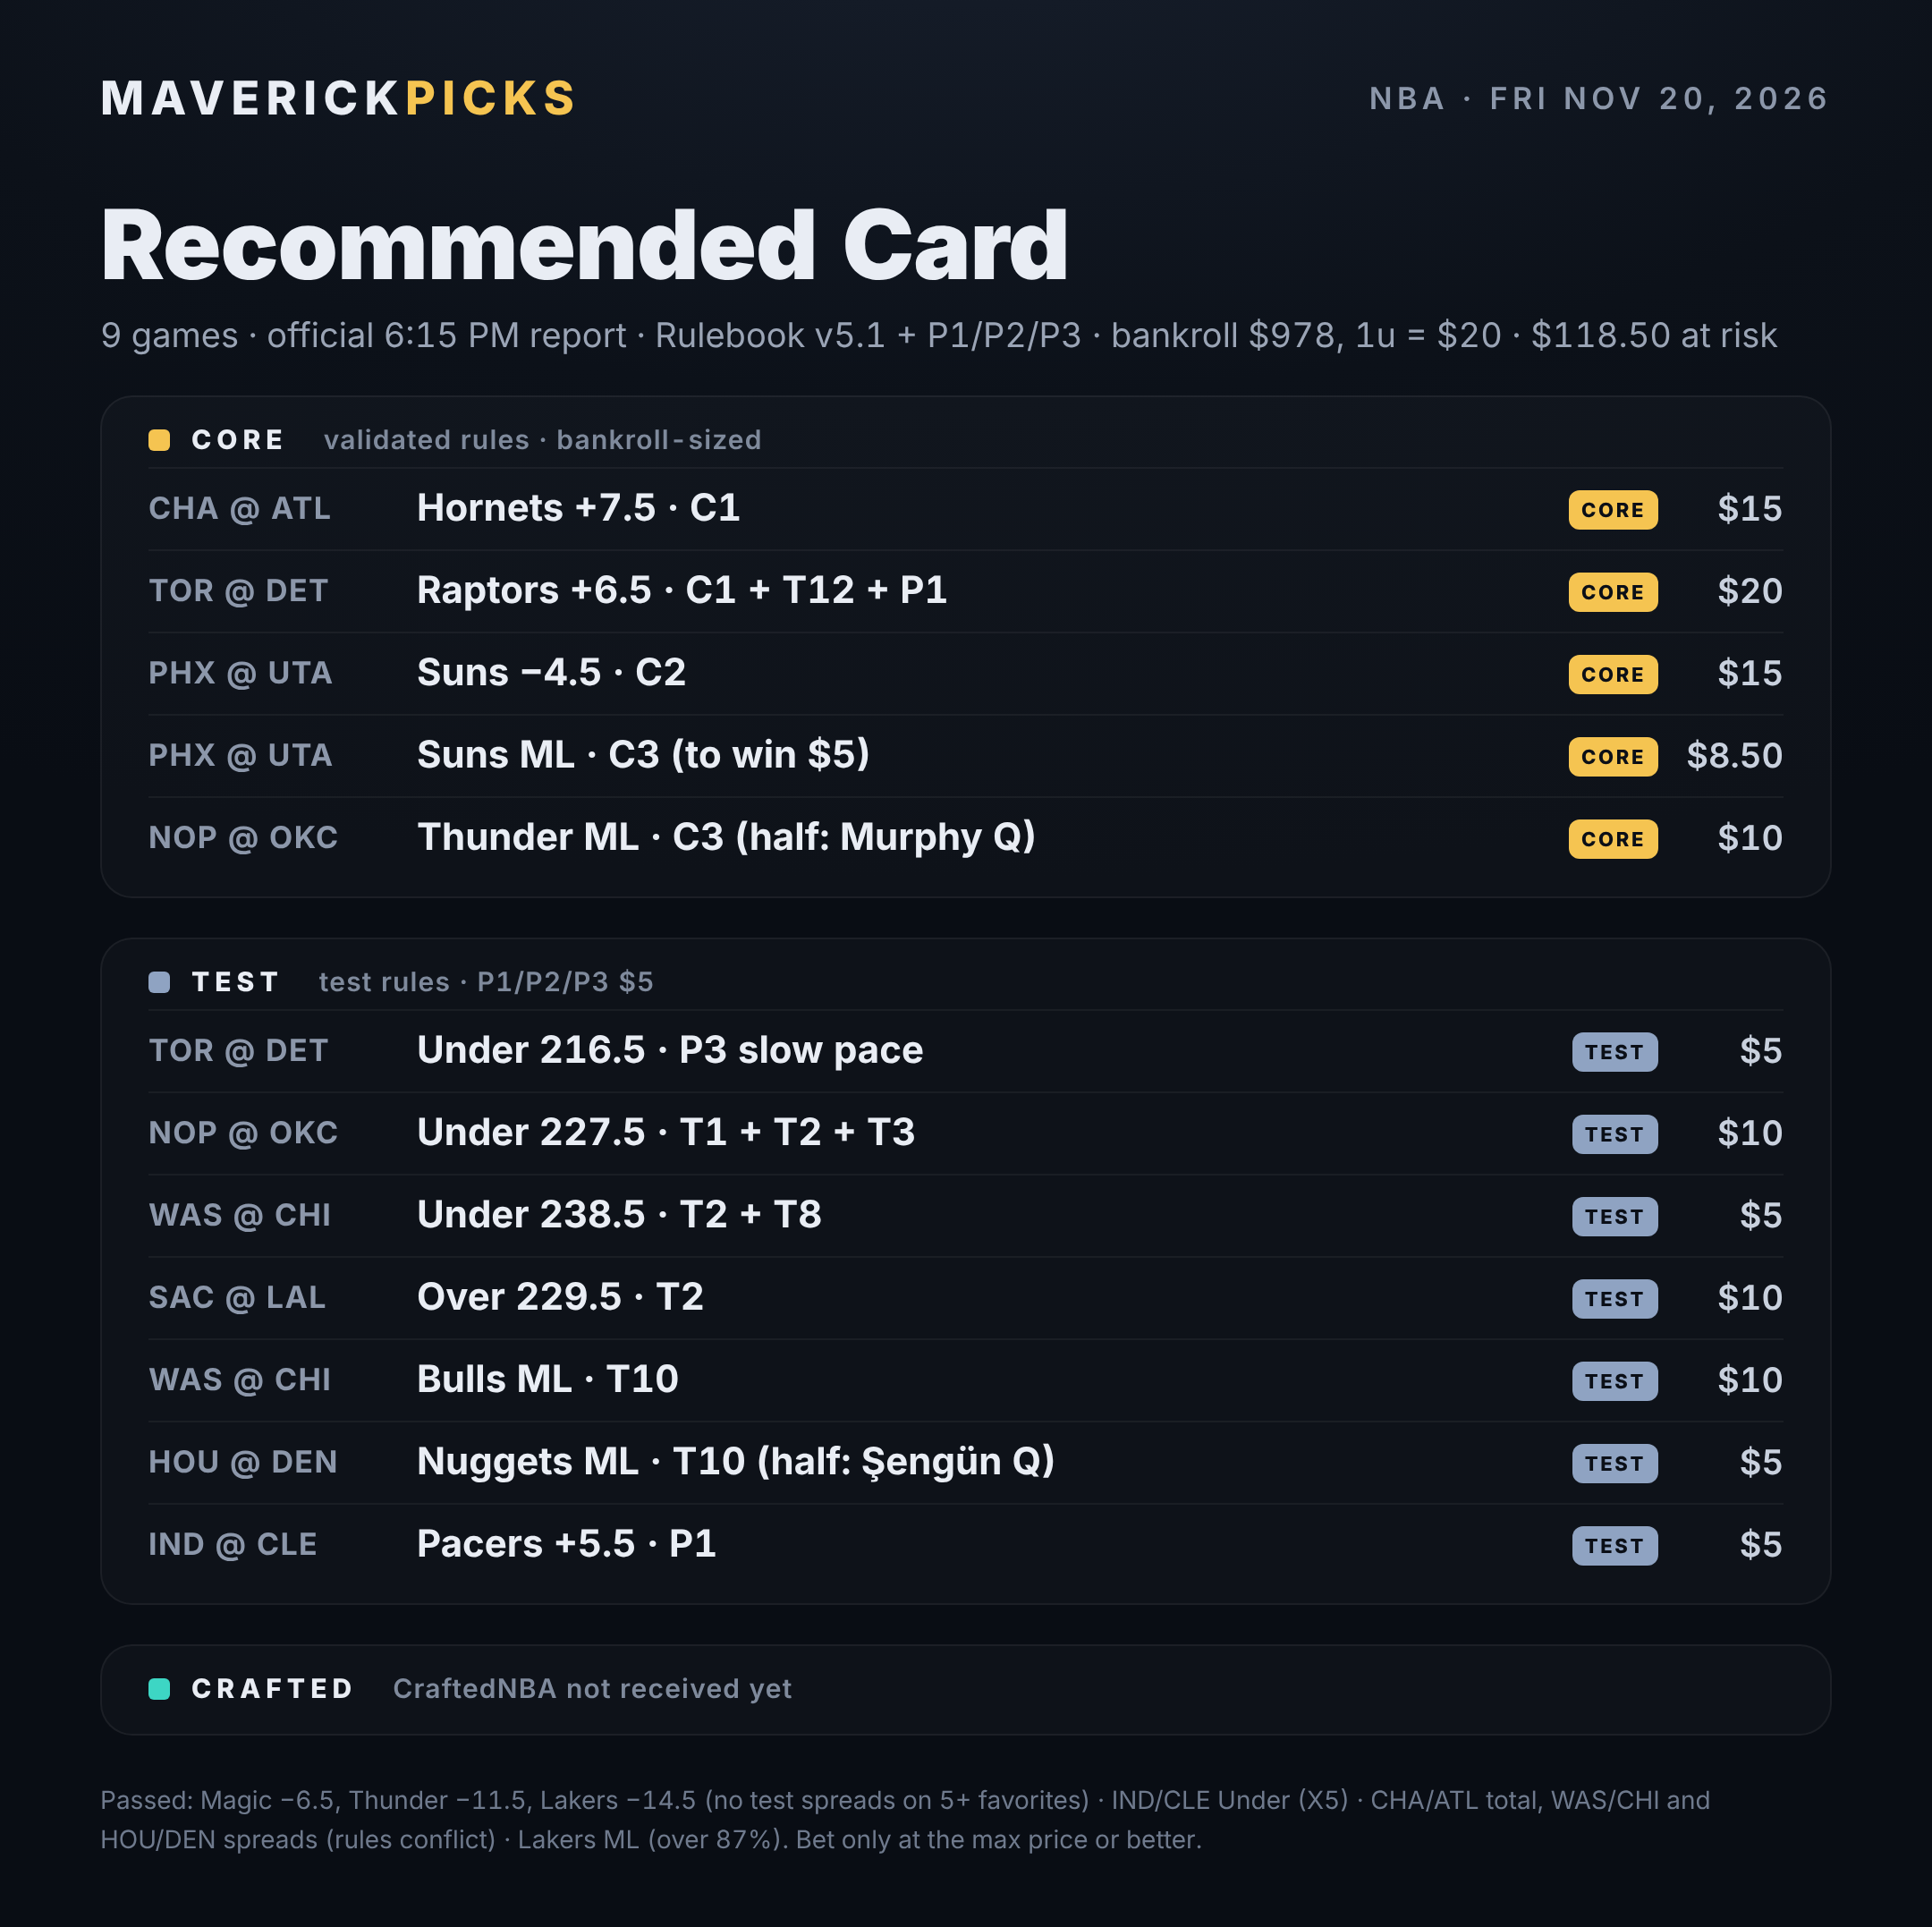 MAVERICKPICKS NBA · FRI NOV 20, 2026
Recommended Card
9 games · official 6:15 PM report · Rulebook v5.1 + P1/P2/P3 · bankroll $978, 1u = $20 · $118.50 at risk
CORE validated rules · bankroll-sized
CHA @ ATL Hornets +7.5 · C1 CORE $15
TOR @ DET Raptors +6.5 · C1 + T12 + P1 CORE $20
PHX @ UTA Suns −4.5 · C2 CORE $15
PHX @ UTA Suns ML · C3 (to win $5) CORE $8.50
NOP @ OKC Thunder ML · C3 (half: Murphy Q) CORE $10
TEST test rules · P1/P2/P3 $5
TOR @ DET Under 216.5 · P3 slow pace TEST $5
NOP @ OKC Under 227.5 · T1 + T2 + T3 TEST $10
WAS @ CHI Under 238.5 · T2 + T8 TEST $5
SAC @ LAL Over 229.5 · T2 TEST $10
WAS @ CHI Bulls ML · T10 TEST $10
HOU @ DEN Nuggets ML · T10 (half: Şengün Q) TEST $5
IND @ CLE Pacers +5.5 · P1 TEST $5
CRAFTED CraftedNBA not received yet
Passed: Magic −6.5, Thunder −11.5, Lakers −14.5 (no test spreads on 5+ favorites) · IND/CLE Under (X5) · CHA/ATL total, WAS/CHI and
HOU/DEN spreads (rules conflict) · Lakers ML (over 87%). Bet only at the max price or better.